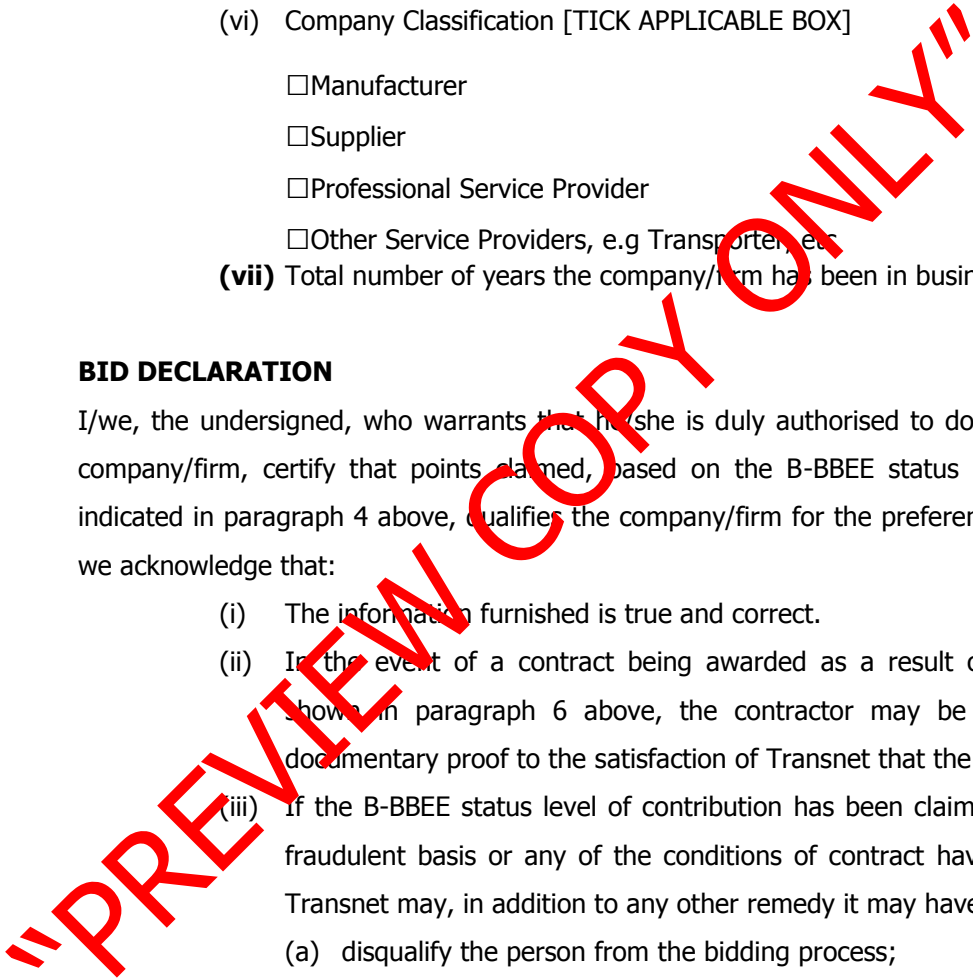 (vi) Company Classification [TICK APPLICABLE BOX]
☐Manufacturer
☐Supplier
☐Professional Service Provider
☐Other Service Providers, e.g Transporter, etc
(vii) Total number of years the company/firm has been in busin
BID DECLARATION
I/we, the undersigned, who warrants that he/she is duly authorised to do
company/firm, certify that points claimed, based on the B-BBEE status
indicated in paragraph 4 above, qualifies the company/firm for the preferen
we acknowledge that:
(i) The information furnished is true and correct.
(ii) In the event of a contract being awarded as a result
shown in paragraph 6 above, the contractor may be
documentary proof to the satisfaction of Transnet that the
(iii) If the B-BBEE status level of contribution has been claim
fraudulent basis or any of the conditions of contract hav
Transnet may, in addition to any other remedy it may have
(a) disqualify the person from the bidding process;
"PREVIEW COPY ONLY"